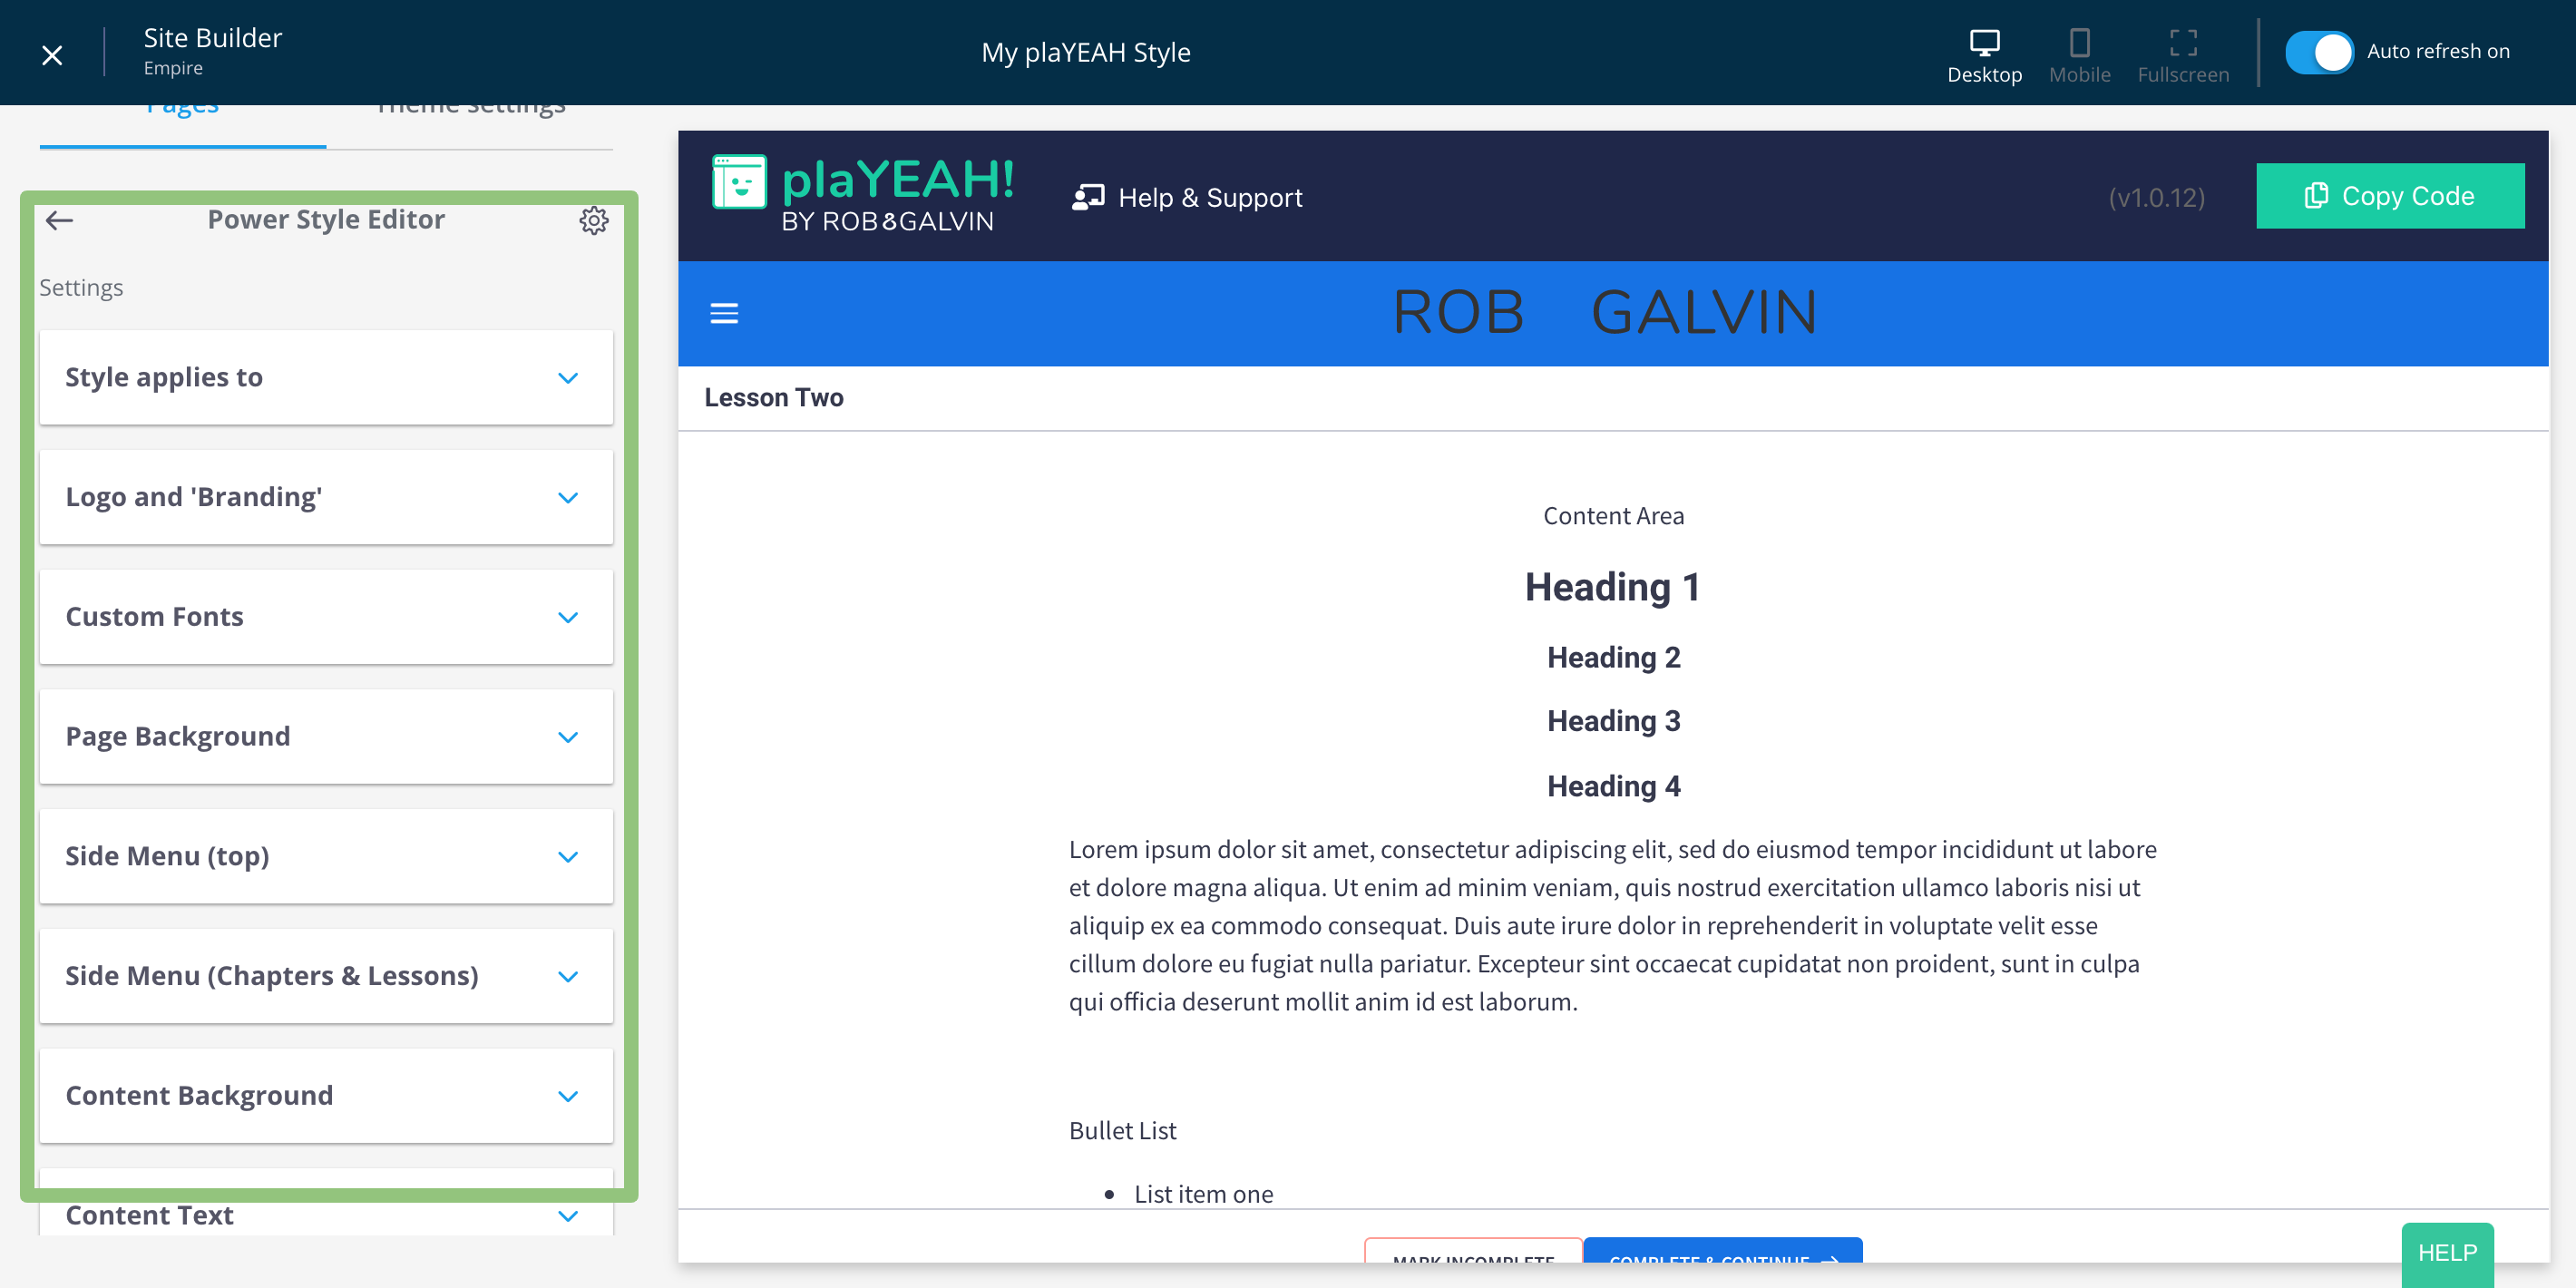 Site Builder
Empire
My plaYEAH Style
Desktop
Mobile
Fullscreen
Auto refresh on
Pages
Theme settings
Power Style Editor
Settings
Style applies to
Logo and 'Branding'
Custom Fonts
Page Background
Side Menu (top)
Side Menu (Chapters & Lessons)
Content Background
Content Text
plaYEAH!
BY ROB&GALVIN
Help & Support
(v1.0.12)
Copy Code
ROB GALVIN
Lesson Two
Content Area
Heading 1
Heading 2
Heading 3
Heading 4
Lorem ipsum dolor sit amet, consectetur adipiscing elit, sed do eiusmod tempor incididunt ut labore
et dolore magna aliqua. Ut enim ad minim veniam, quis nostrud exercitation ullamco laboris nisi ut
aliquip ex ea commodo consequat. Duis aute irure dolor in reprehenderit in voluptate velit esse
cillum dolore eu fugiat nulla pariatur. Excepteur sint occaecat cupidatat non proident, sunt in culpa
qui officia deserunt mollit anim id est laborum.
Bullet List
• List item one
MARK INCOMPLETE
COMPLETE & CONTINUE →
HELP